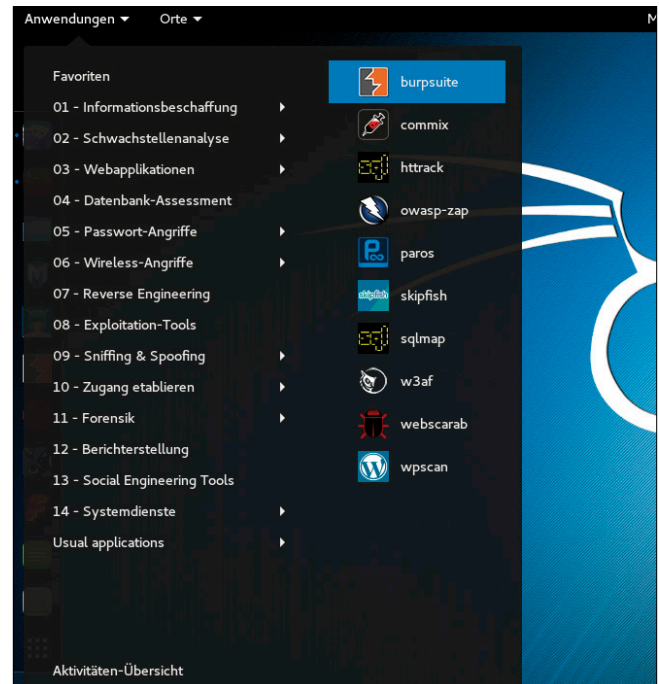 Anwendungen Orte M
Favoriten
01 - Informationsbeschaffung
02 - Schwachstellenanalyse
03 - Webapplikationen
04 - Datenbank-Assessment
05 - Passwort-Angriffe
06 - Wireless-Angriffe
07 - Reverse Engineering
08 - Exploitation-Tools
09 - Sniffing & Spoofing
10 - Zugang etablieren
11 - Forensik
12 - Berichterstellung
13 - Social Engineering Tools
14 - Systemdienste
Usual applications
Aktivitäten-Übersicht
burpsuite
commix
httrack
owasp-zap
paros
skipfish
skipfish
sqlmap
w3af
webscarab
wpscan